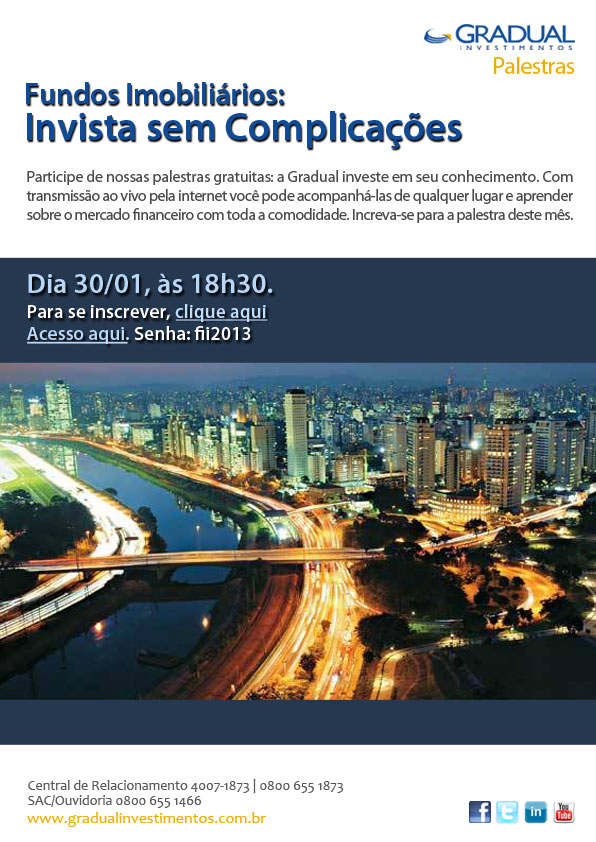 GRADUAL
INVESTIMENTOS
Palestras
Fundos Imobiliários:
Invista sem Complicações
Participe de nossas palestras gratuitas: a Gradual investe em seu conhecimento. Com
transmissão ao vivo pela internet você pode acompanhá-las de qualquer lugar e aprender
sobre o mercado financeiro com toda a comodidade. Increva-se para a palestra deste mês.
Dia 30/01, às 18h30.
Para se inscrever, clique aqui
Acesso aqui. Senha: fii2013
Central de Relacionamento 4007-1873 | 0800 655 1873
SAC/Ouvidoria 0800 655 1466
www.gradualinvestimentos.com.br
f t in You Tube